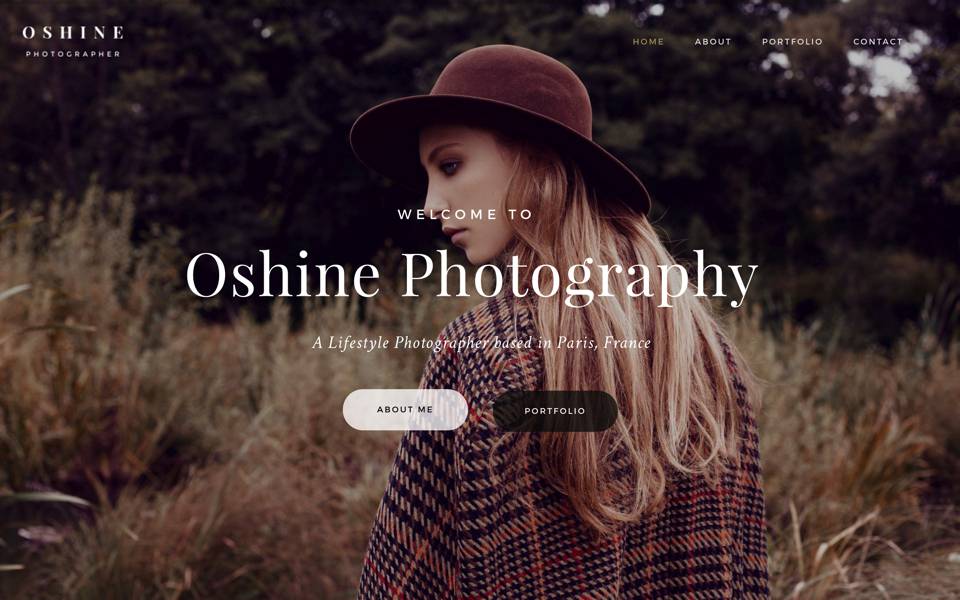 OSHINE
PHOTOGRAPHER
HOME ABOUT PORTFOLIO CONTACT
WELCOME TO
Oshine Photography
A Lifestyle Photographer based in Paris, France
ABOUT ME PORTFOLIO